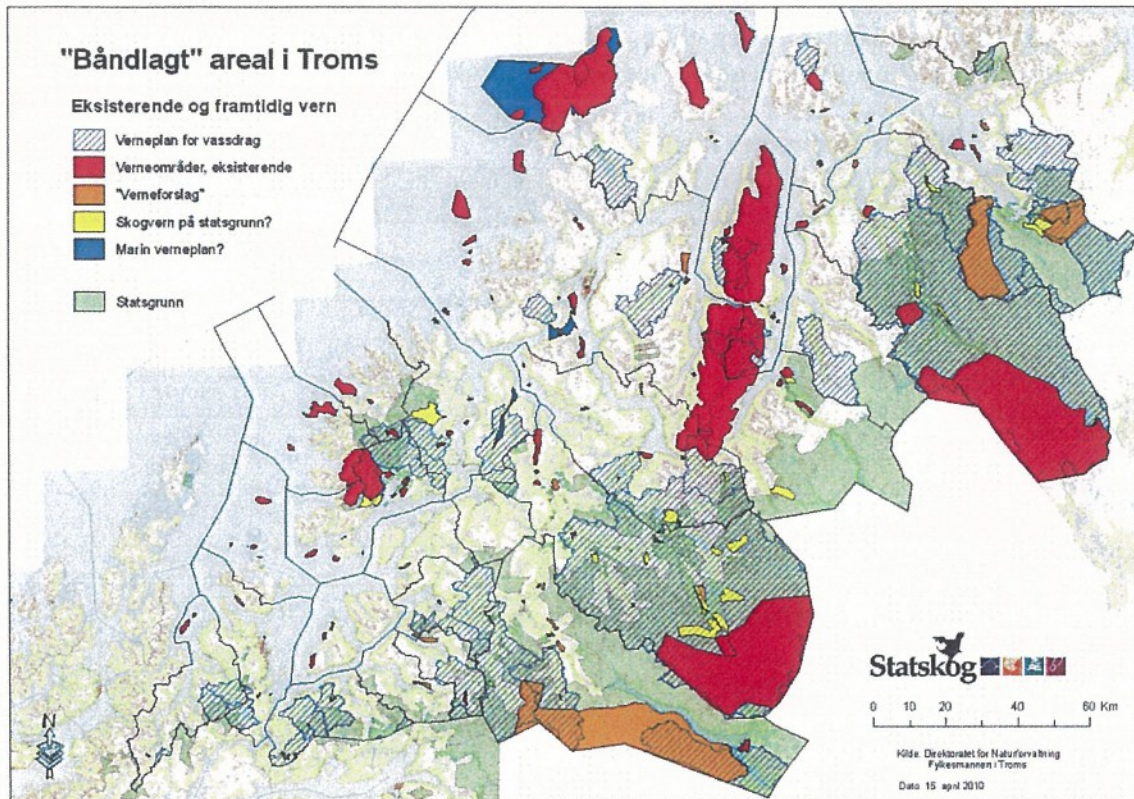 "Båndlagt" areal i Troms
Eksisterende og framtidig vern
Verneplan for vassdrag
Verneområder, eksisterende
"Verneforslag"
Skogvern på statsgrunn?
Marin verneplan?
Statsgrunn
N
Statskog
0 10 20 40 60 Km
Kilde: Direktoratet for Naturforvaltning
Fylkesmannen i Troms
Dato: 15. april 2010